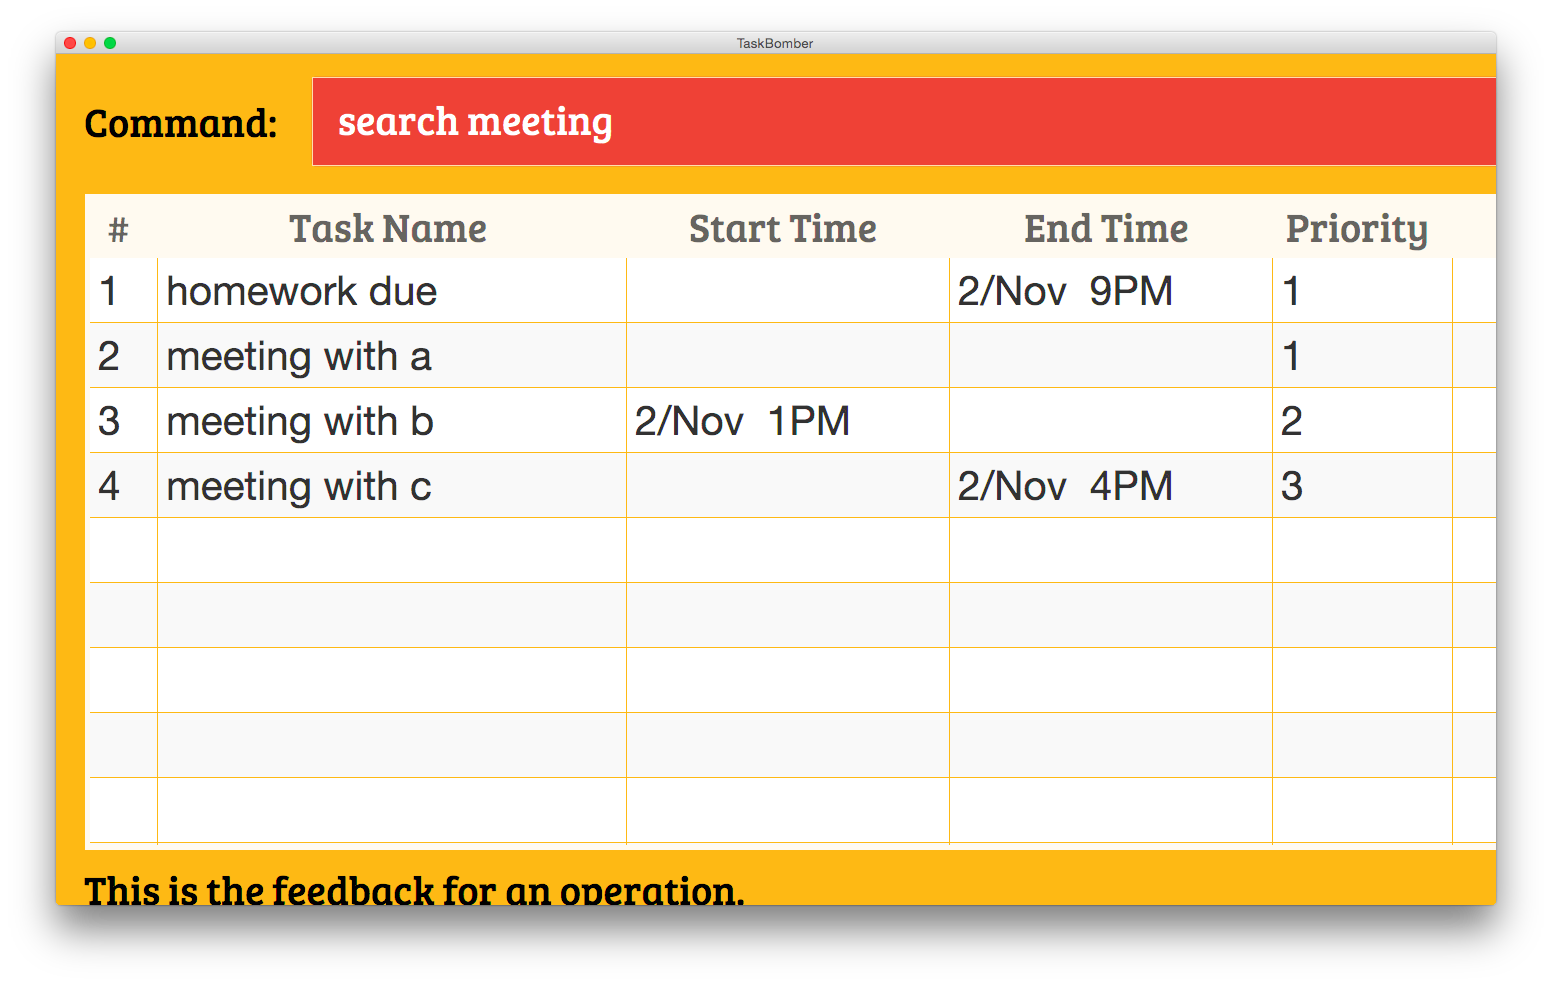 TaskBomber
Command: search meeting
# Task Name Start Time End Time Priority
1 homework due 2/Nov 9PM 1
2 meeting with a 1
3 meeting with b 2/Nov 1PM 2
4 meeting with c 2/Nov 4PM 3
This is the feedback for an operation.